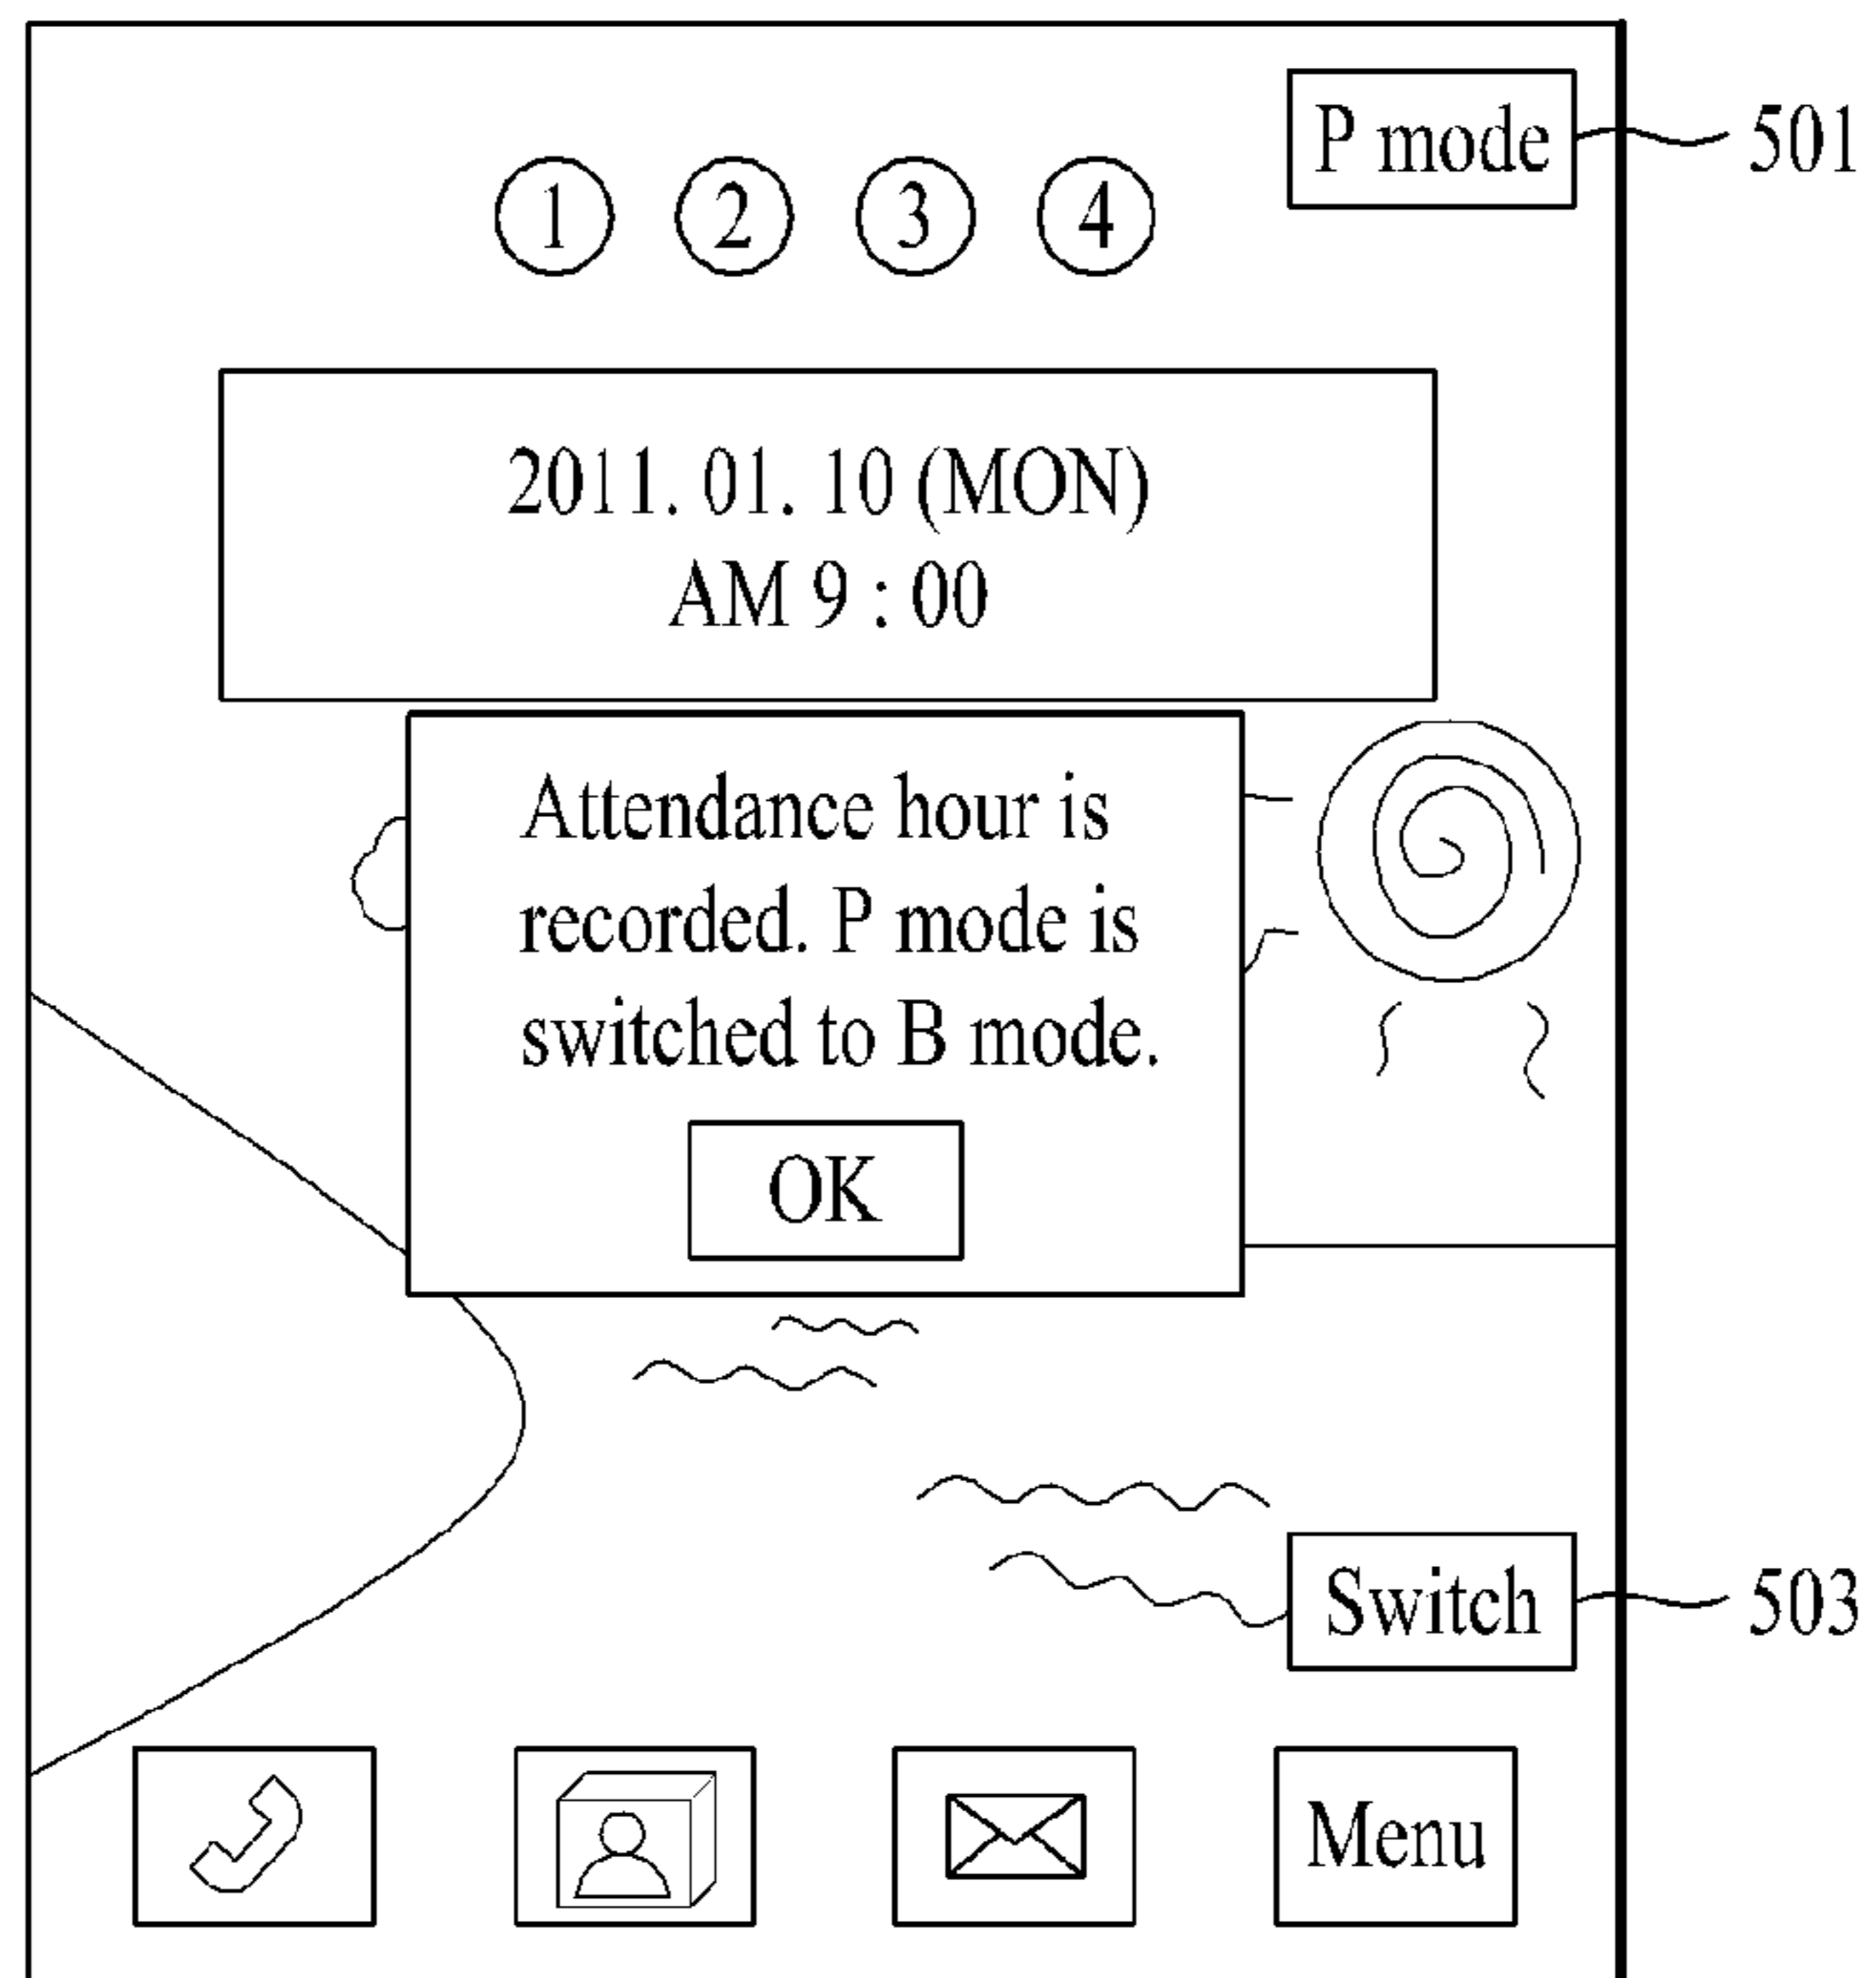 P mode
501
1 2 3 4
2011. 01. 10 (MON)
AM 9 : 00
Attendance hour is
recorded. P mode is
switched to B mode.
OK
Switch
503
Menu